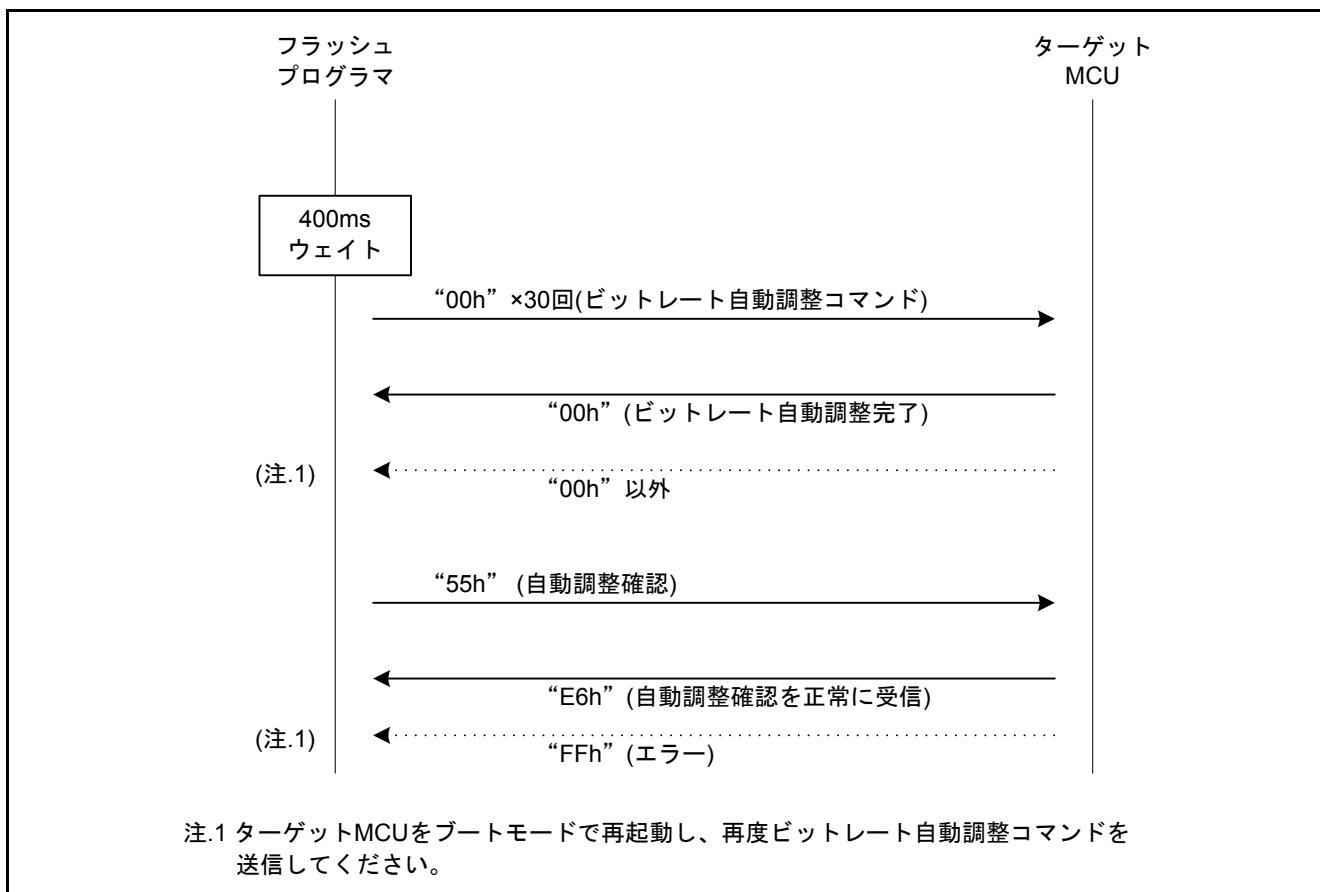 フラッシュ
プログラマ
ターゲット
MCU
400ms
ウェイト
“00h”×30回(ビットレート自動調整コマンド)
“00h”(ビットレート自動調整完了)
(注.1)
“00h”以外
“55h” (自動調整確認)
“E6h”(自動調整確認を正常に受信)
(注.1)
“FFh”(エラー)
注.1 ターゲットMCUをブートモードで再起動し、再度ビットレート自動調整コマンドを
送信してください。